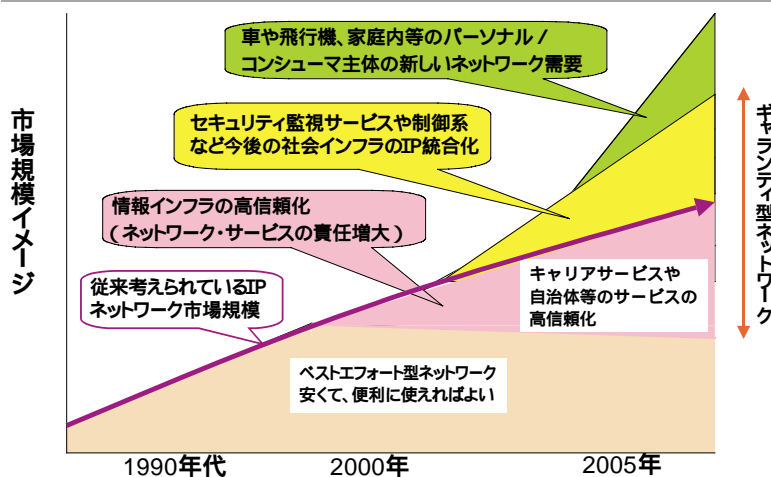 車や飛行機、家庭内等のパーソナル /
コンシューマ主体の新しいネットワーク需要
セキュリティ監視サービスや制御系
など今後の社会インフラのIP統合化
情報インフラの高信頼化
(ネットワーク・サービスの責任増大)
従来考えられているIP
ネットワーク市場規模
キャリアサービスや
自治体等のサービスの
高信頼化
ベストエフォート型ネットワーク
安くて、便利に使えればよい
市場規模イメージ
ギャランティ型ネットワーク
1990年代
2000年
2005年